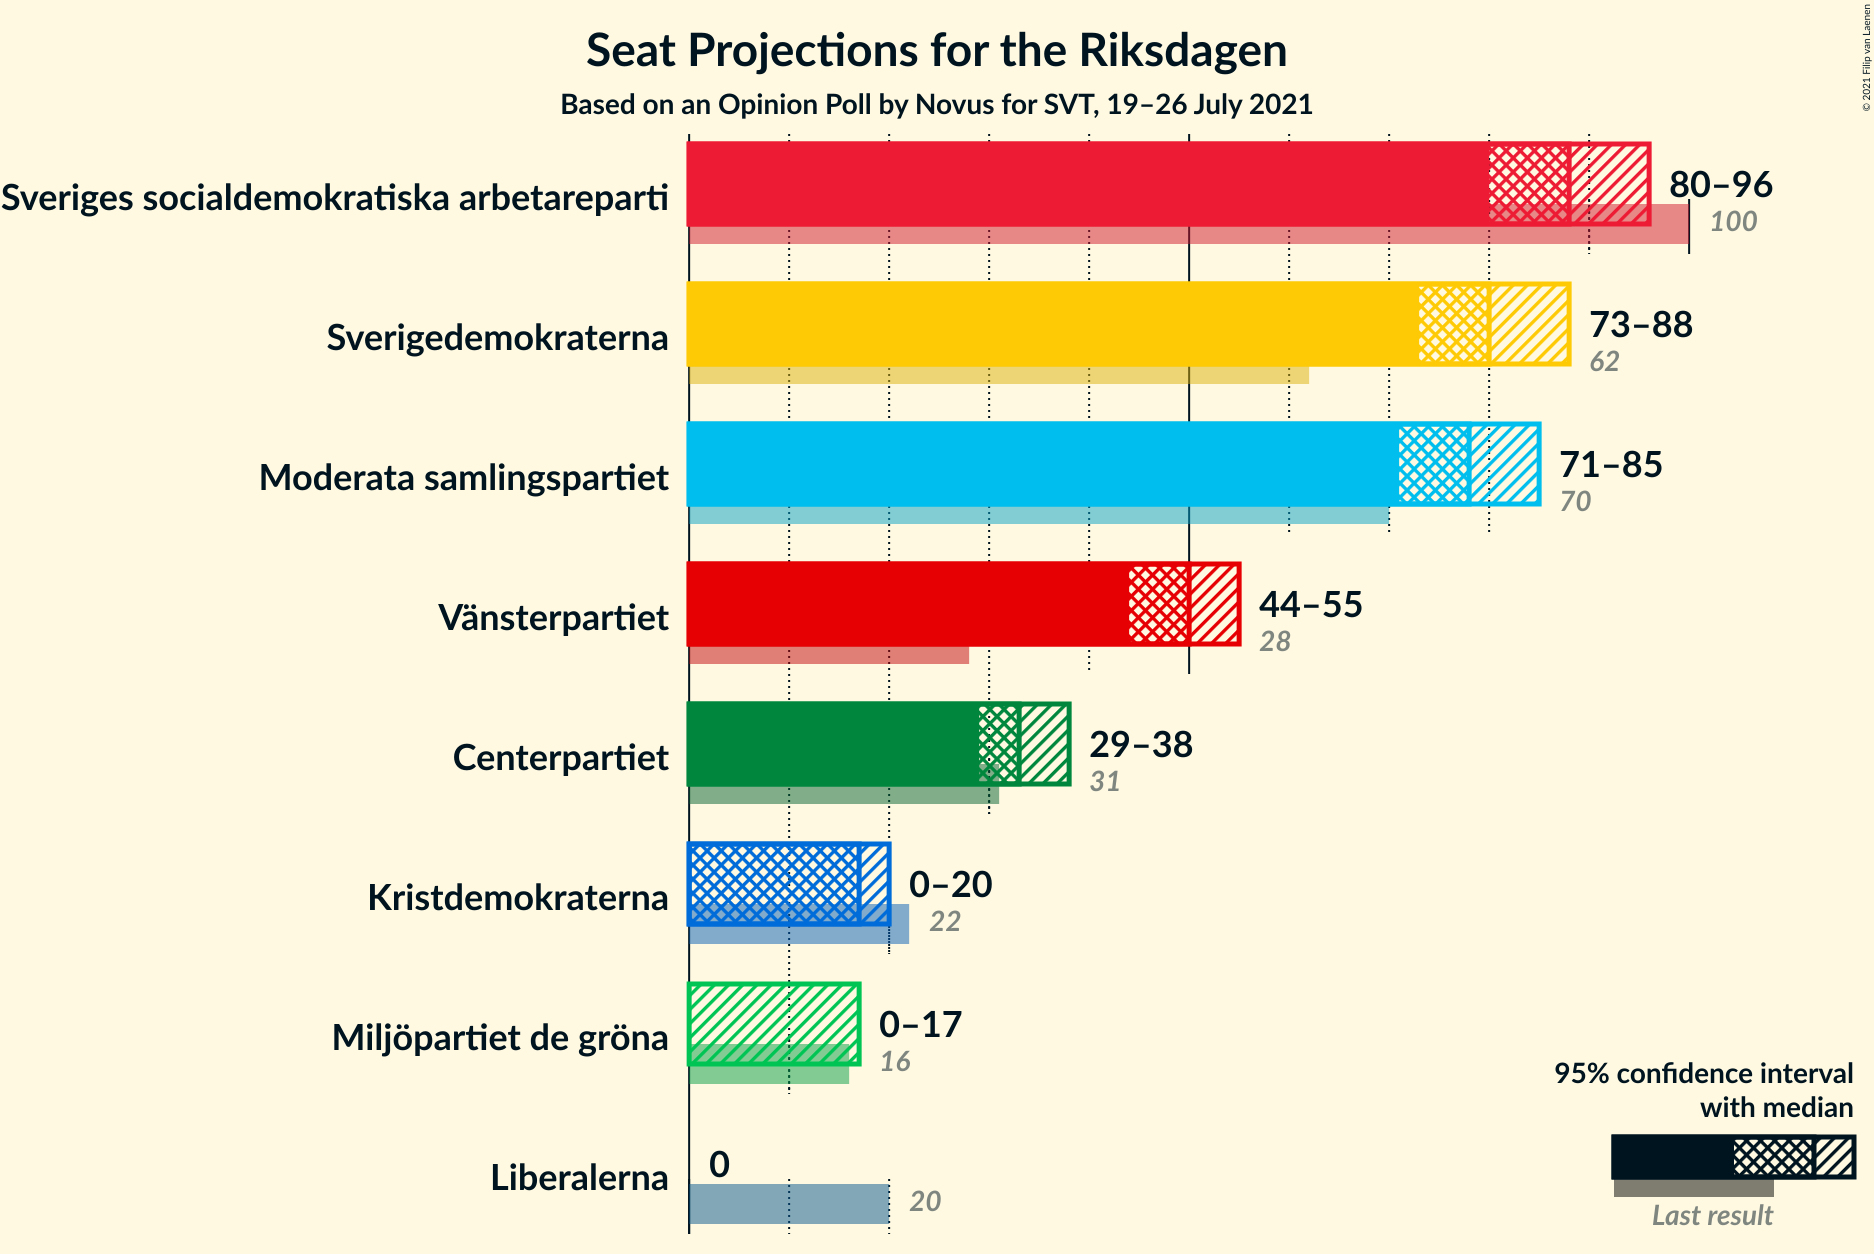 Seat Projections for the Riksdagen
Based on an Opinion Poll by Novus for SVT, 19–26 July 2021
© 2021 Filip van Laenen
Sveriges socialdemokratiska arbetareparti
80–96
100
Sverigedemokraterna
73–88
62
Moderata samlingspartiet
71–85
70
Vänsterpartiet
44–55
28
Centerpartiet
29–38
31
Kristdemokraterna
0–20
22
Miljöpartiet de gröna
0–17
16
Liberalerna
0
20
95% confidence interval
with median
Last result